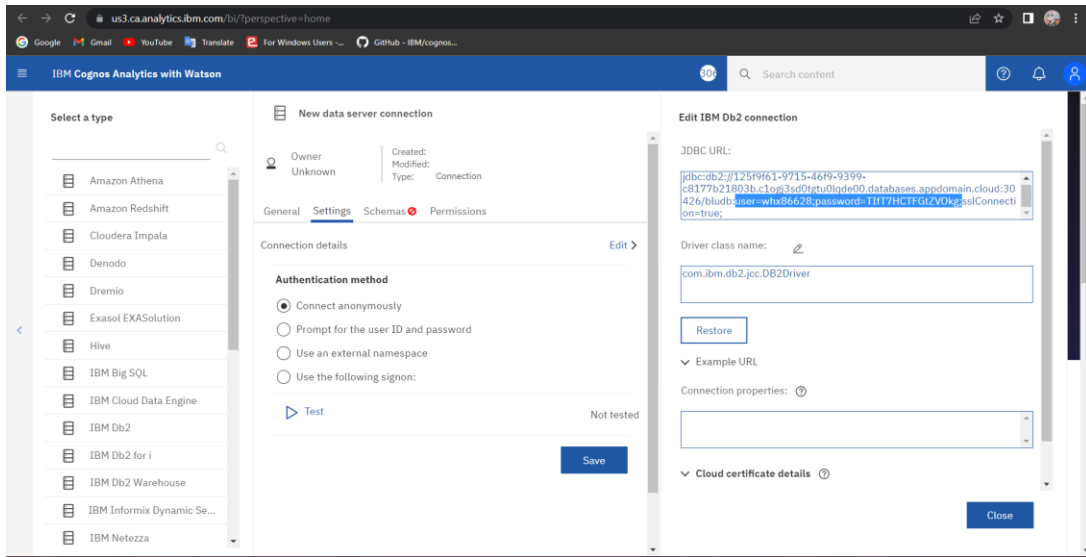 us3.ca.analytics.ibm.com/bi/?perspective=home
Google
Gmail
YouTube
Translate
For Windows Users -...
GitHub - IBM/cognos...
IBM Cognos Analytics with Watson
Search content
Select a type
Amazon Athena
Amazon Redshift
Cloudera Impala
Denodo
Dremio
Exasol EXASolution
Hive
IBM Big SQL
IBM Cloud Data Engine
IBM Db2
IBM Db2 for i
IBM Db2 Warehouse
IBM Informix Dynamic Se...
IBM Netezza
New data server connection
Owner
Unknown
Created:
Modified:
Type: Connection
General Settings Schemas Permissions
Connection details Edit
Authentication method
Connect anonymously
Prompt for the user ID and password
Use an external namespace
Use the following signon:
Test Not tested
Save
Edit IBM Db2 connection
JDBC URL:
jdbc:db2://125f9f61-9715-46f9-9399-
c8177b21803b.c1ogj3sd0tgtu0lqde00.databases.appdomain.cloud:30
426/bludb:user=whx86628;password=TIfT7HCTFGtZVOkg;sslConnecti
on=true;
Driver class name:
com.ibm.db2.jcc.DB2Driver
Restore
Example URL
Connection properties:
Cloud certificate details
Close